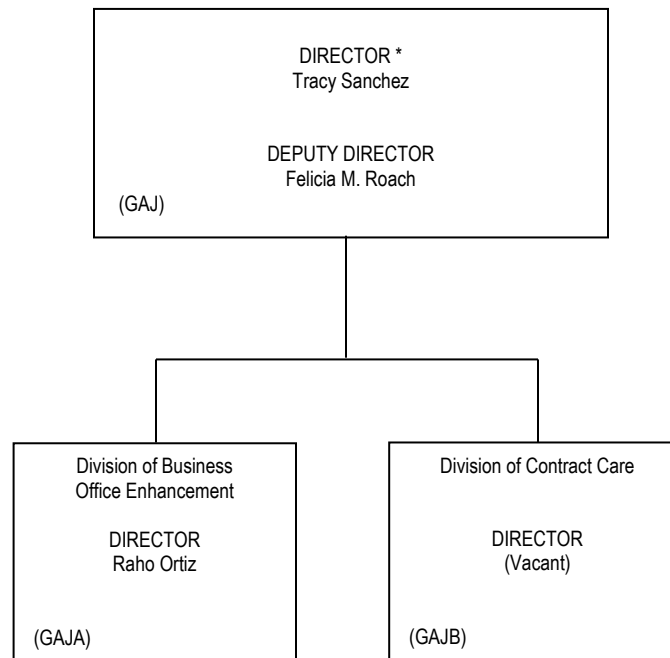 DIRECTOR *
Tracy Sanchez
DEPUTY DIRECTOR
Felicia M. Roach
(GAJ)
Division of Business
Office Enhancement
DIRECTOR
Raho Ortiz
(GAJA)
Division of Contract Care
DIRECTOR
(Vacant)
(GAJB)